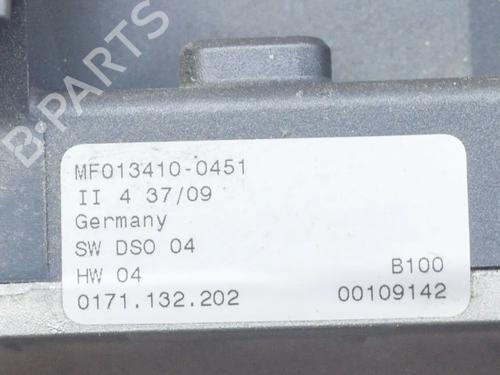 B-PARTS
MF013410-0451
II 4 37/09
Germany
SW DSO 04
HW 04 B100
0171.132.202 00109142